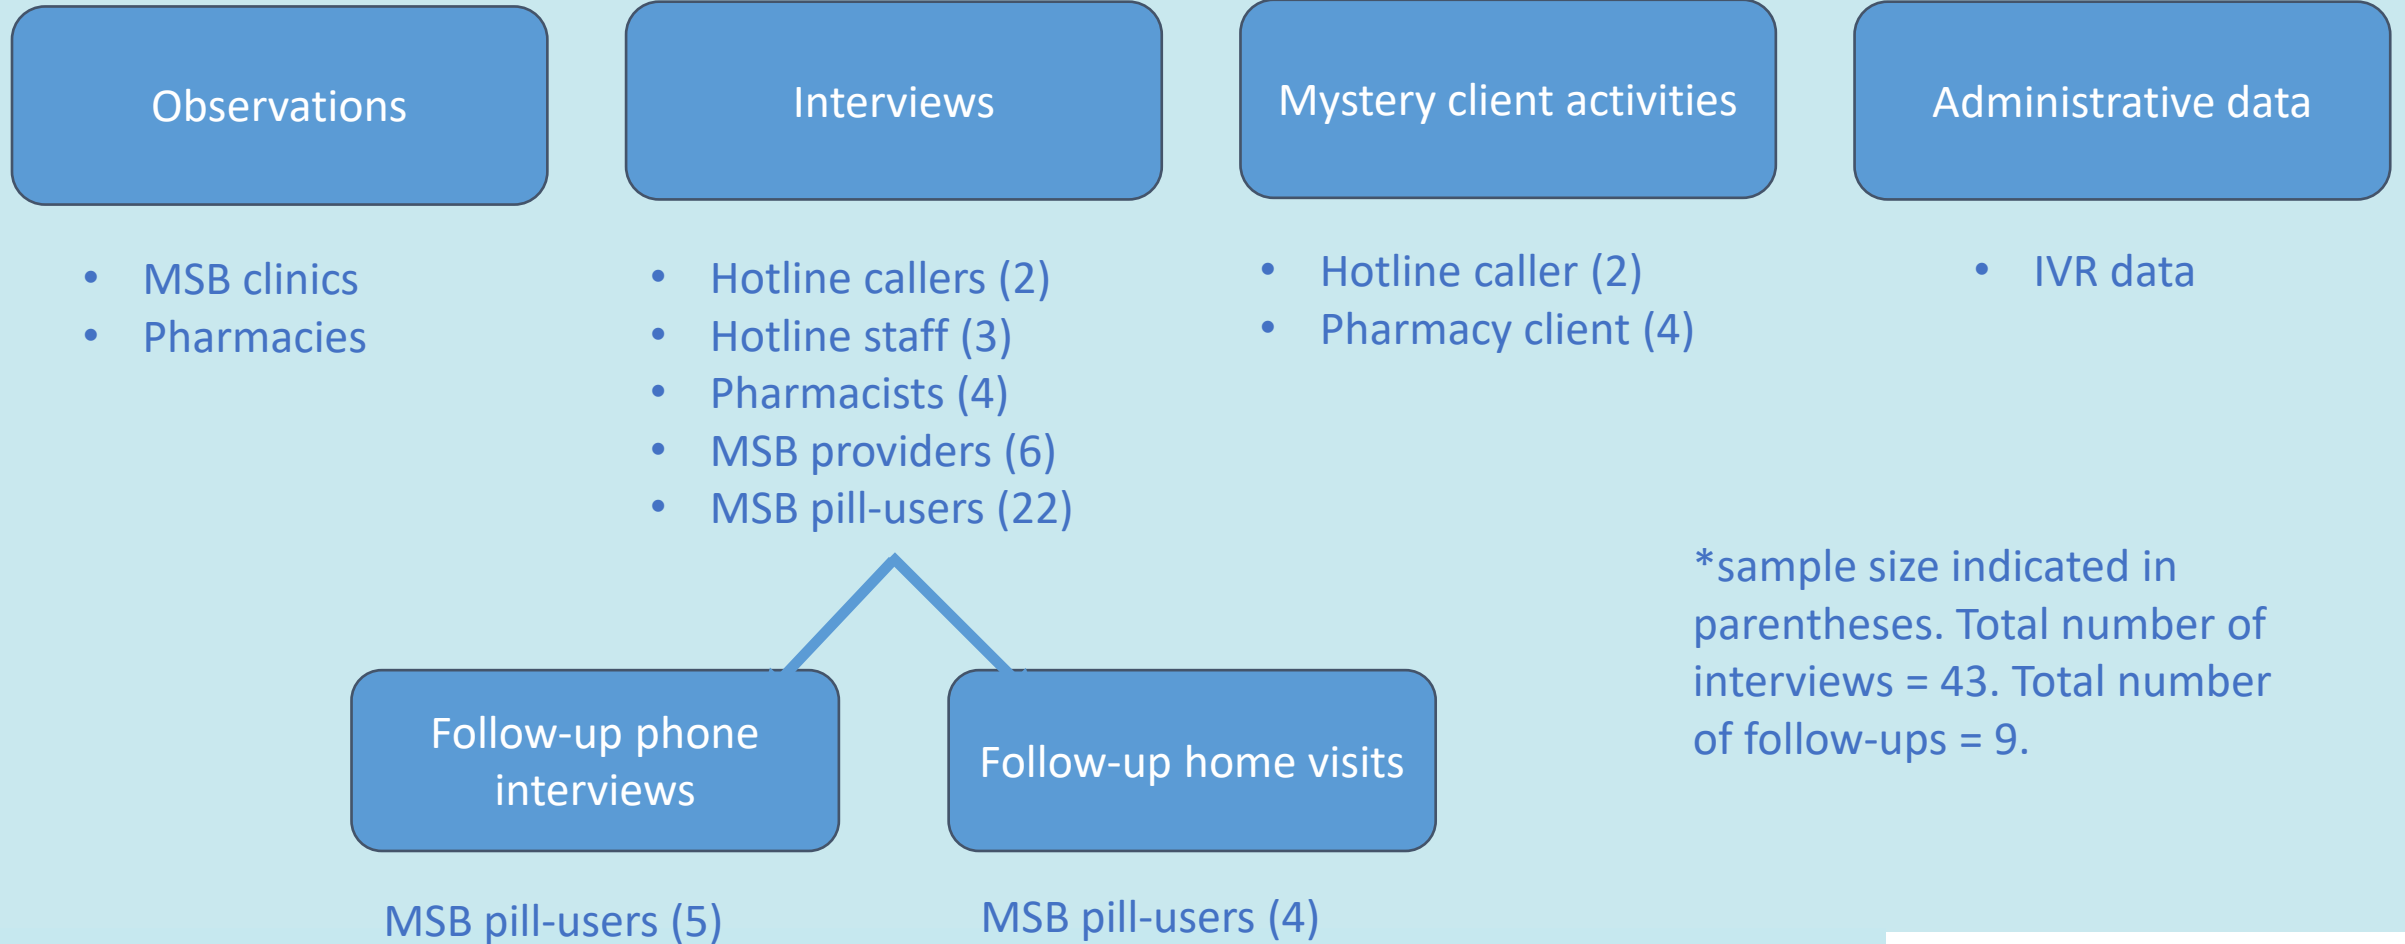 Observations
• MSB clinics
• Pharmacies
Interviews
• Hotline callers (2)
• Hotline staff (3)
• Pharmacists (4)
• MSB providers (6)
• MSB pill-users (22)
Mystery client activities
• Hotline caller (2)
• Pharmacy client (4)
Administrative data
• IVR data
Follow-up phone
interviews
MSB pill-users (5)
Follow-up home visits
MSB pill-users (4)
*sample size indicated in
parentheses. Total number of
interviews = 43. Total number
of follow-ups = 9.